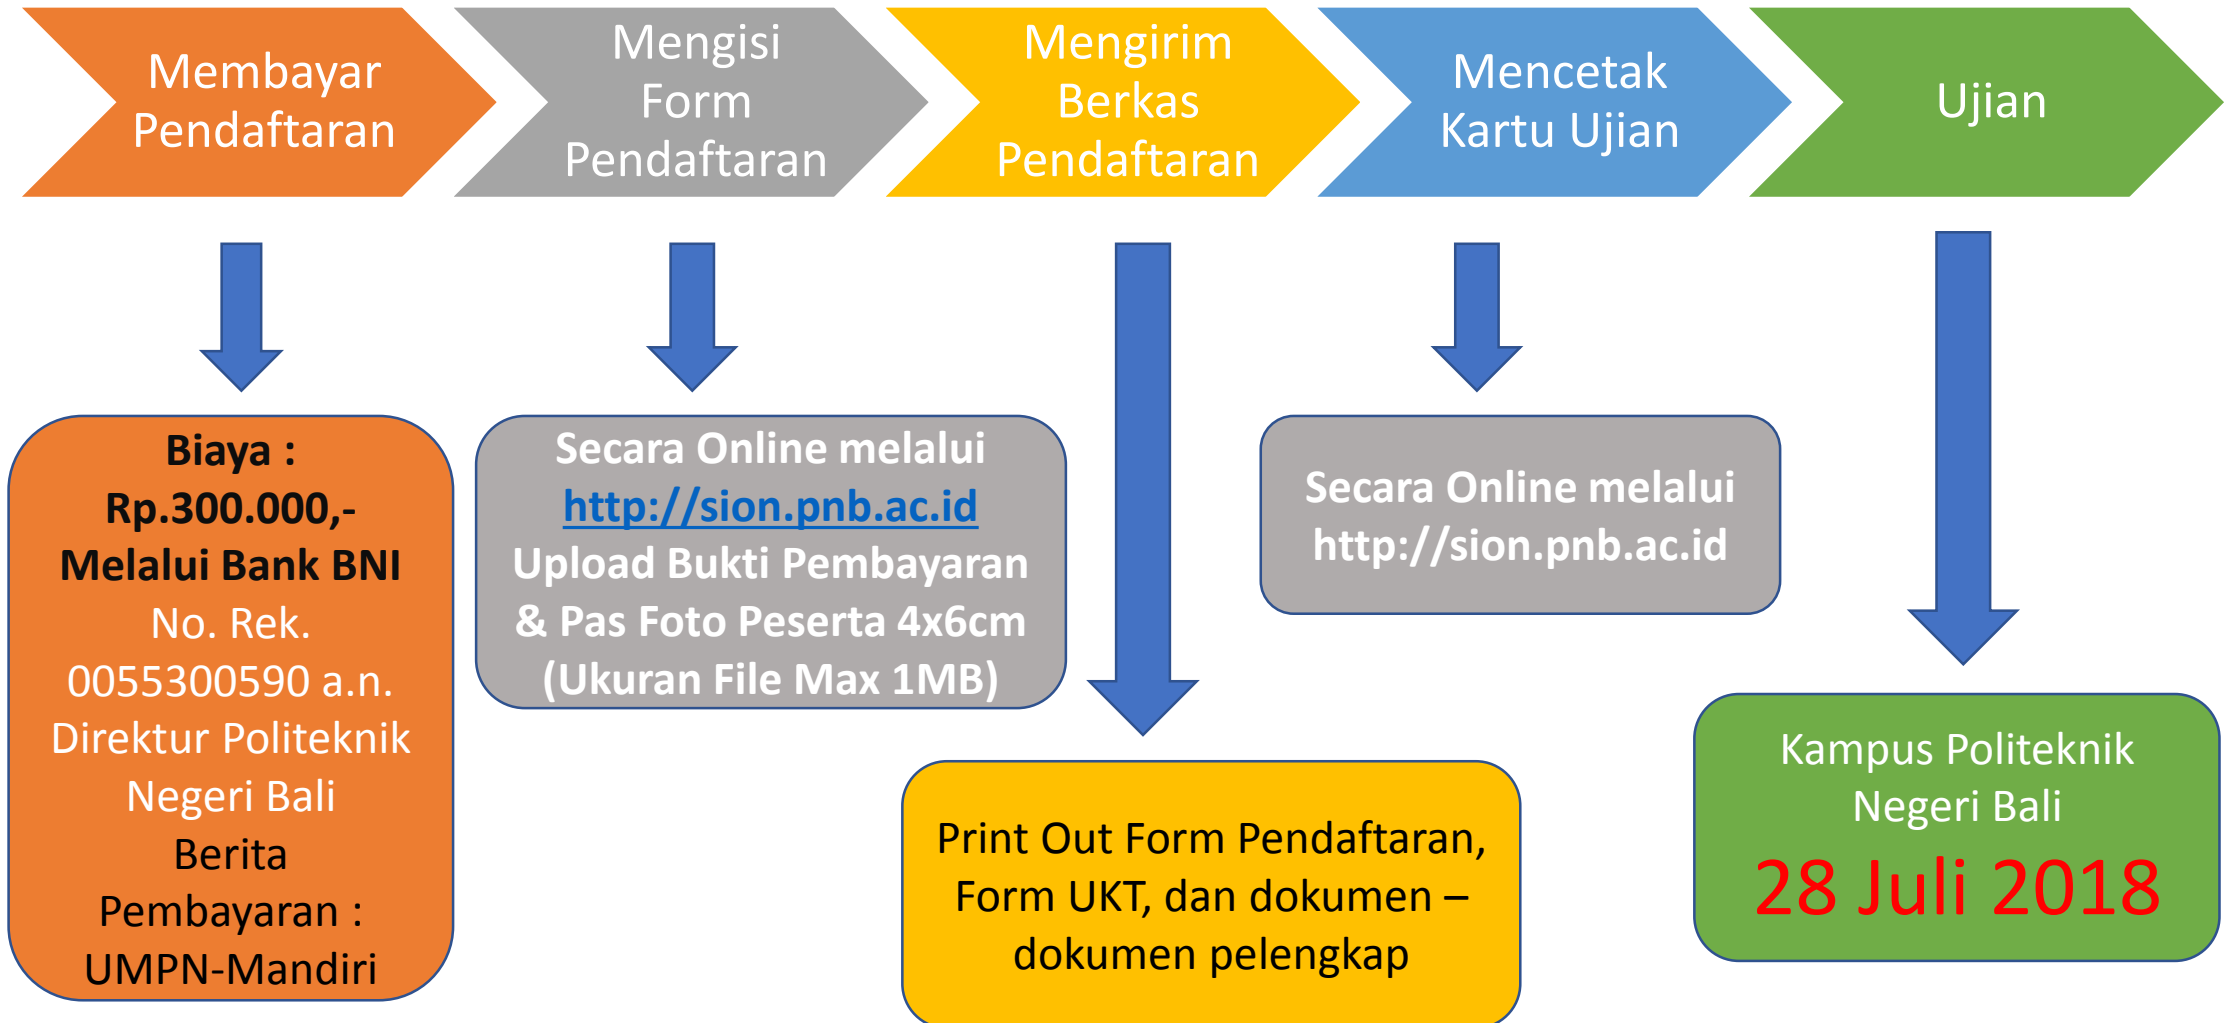 Membayar
Pendaftaran
Mengisi
Form
Pendaftaran
Mengirim
Berkas
Pendaftaran
Mencetak
Kartu Ujian
Ujian
Biaya :
Rp.300.000,-
Melalui Bank BNI
No. Rek.
0055300590 a.n.
Direktur Politeknik
Negeri Bali
Berita
Pembayaran :
UMPN-Mandiri
Secara Online melalui
http://sion.pnb.ac.id
Upload Bukti Pembayaran
& Pas Foto Peserta 4x6cm
(Ukuran File Max 1MB)
Print Out Form Pendaftaran,
Form UKT, dan dokumen –
dokumen pelengkap
Secara Online melalui
http://sion.pnb.ac.id
Kampus Politeknik
Negeri Bali
28 Juli 2018